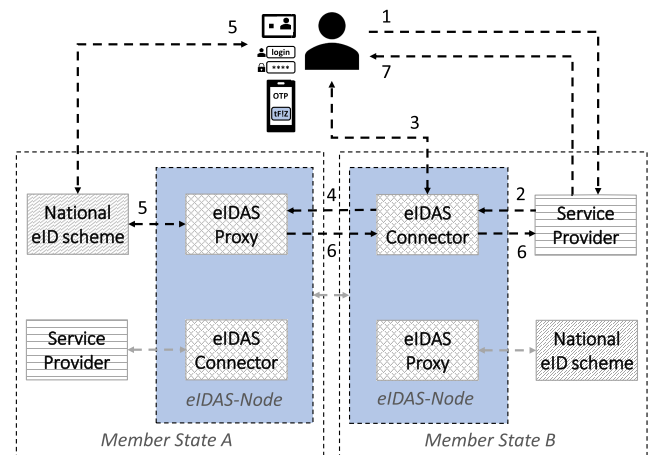 5
1
login
****
7
OTP
tF!Z
3
National
eID scheme
5
eIDAS
Proxy
4
6
eIDAS
Connector
2
6
Service
Provider
Service
Provider
eIDAS
Connector
eIDAS
Proxy
National
eID scheme
eIDAS-Node
eIDAS-Node
Member State A
Member State B